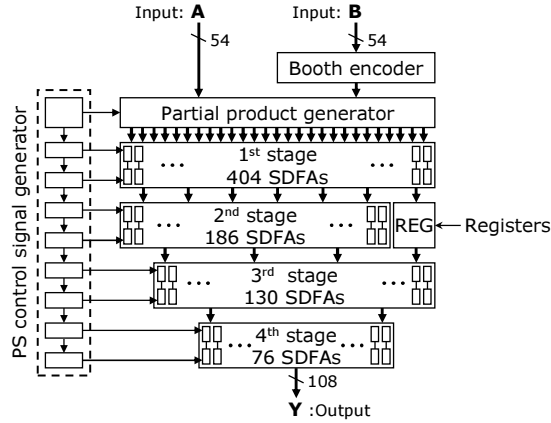 Input: A
Input: B
54
54
Booth encoder
Partial product generator
PS control signal generator
1st stage
404 SDFAs
2nd stage
186 SDFAs
REG
Registers
3rd stage
130 SDFAs
4th stage
76 SDFAs
108
Y :Output